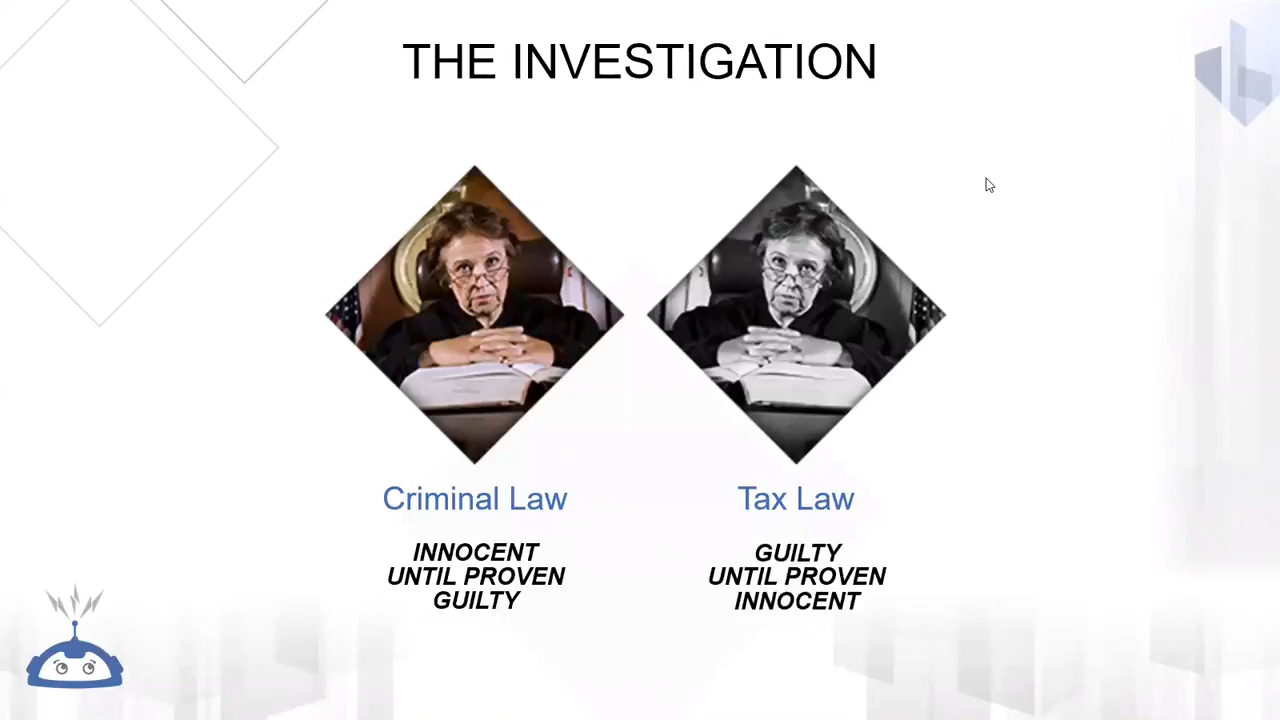 THE INVESTIGATION
Criminal Law
INNOCENT
UNTIL PROVEN
GUILTY
Tax Law
GUILTY
UNTIL PROVEN
INNOCENT